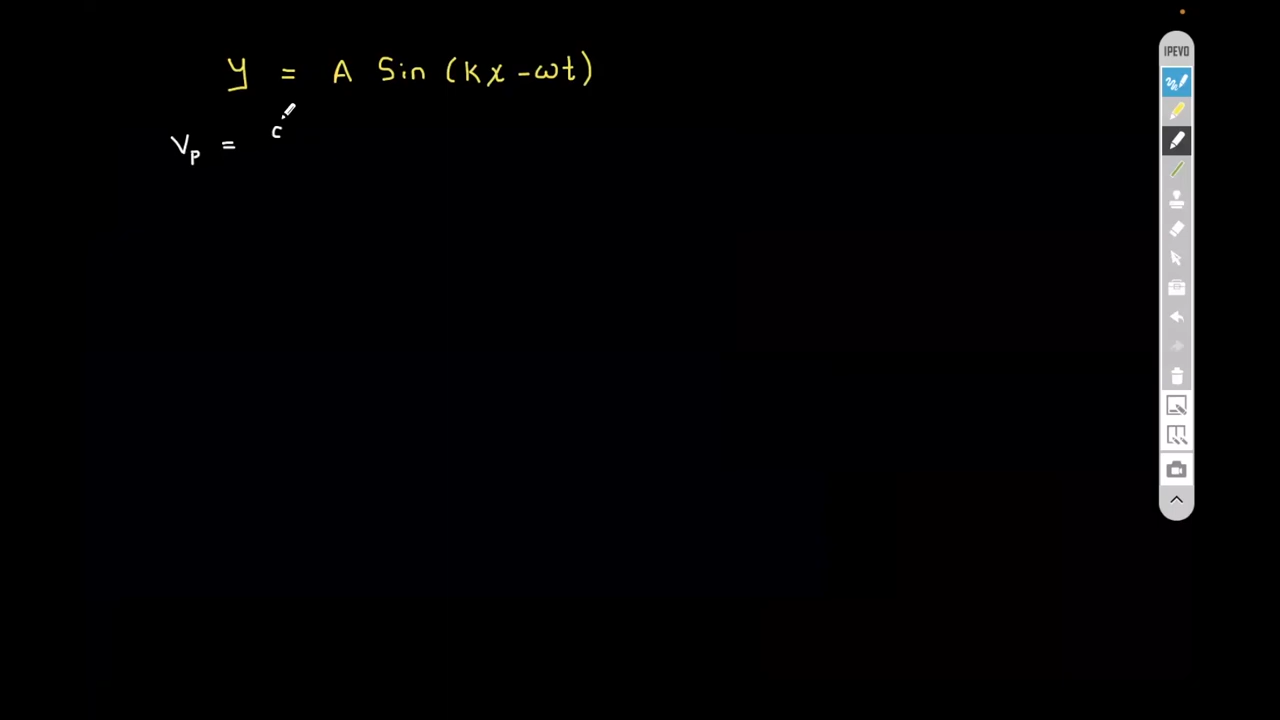 y = A Sin (kx - ωt)
IPEVO
Vp = c